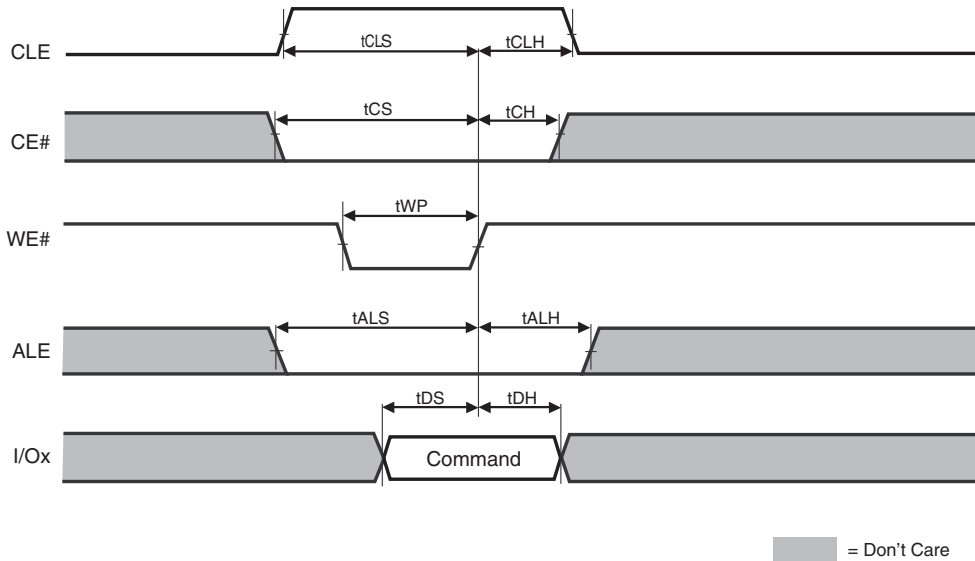 CLE
tCLS
tCLH
CE#
tCS
tCH
WE#
tWP
ALE
tALS
tALH
I/Ox
tDS
tDH
Command
= Don't Care